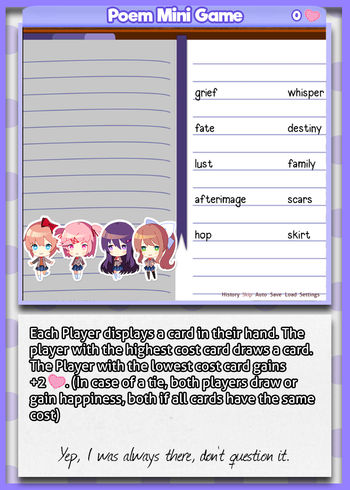 Poem Mini Game 0
grief whisper
fate destiny
lust family
afterimage scars
hop skirt
History Skip Auto Save Load Settings
Each Player displays a card in their hand. The
player with the highest cost card draws a card.
The Player with the lowest cost card gains
+2 . (In case of a tie, both players draw or
gain happiness, both if all cards have the same
cost)
Yep, I was always there, don't question it.